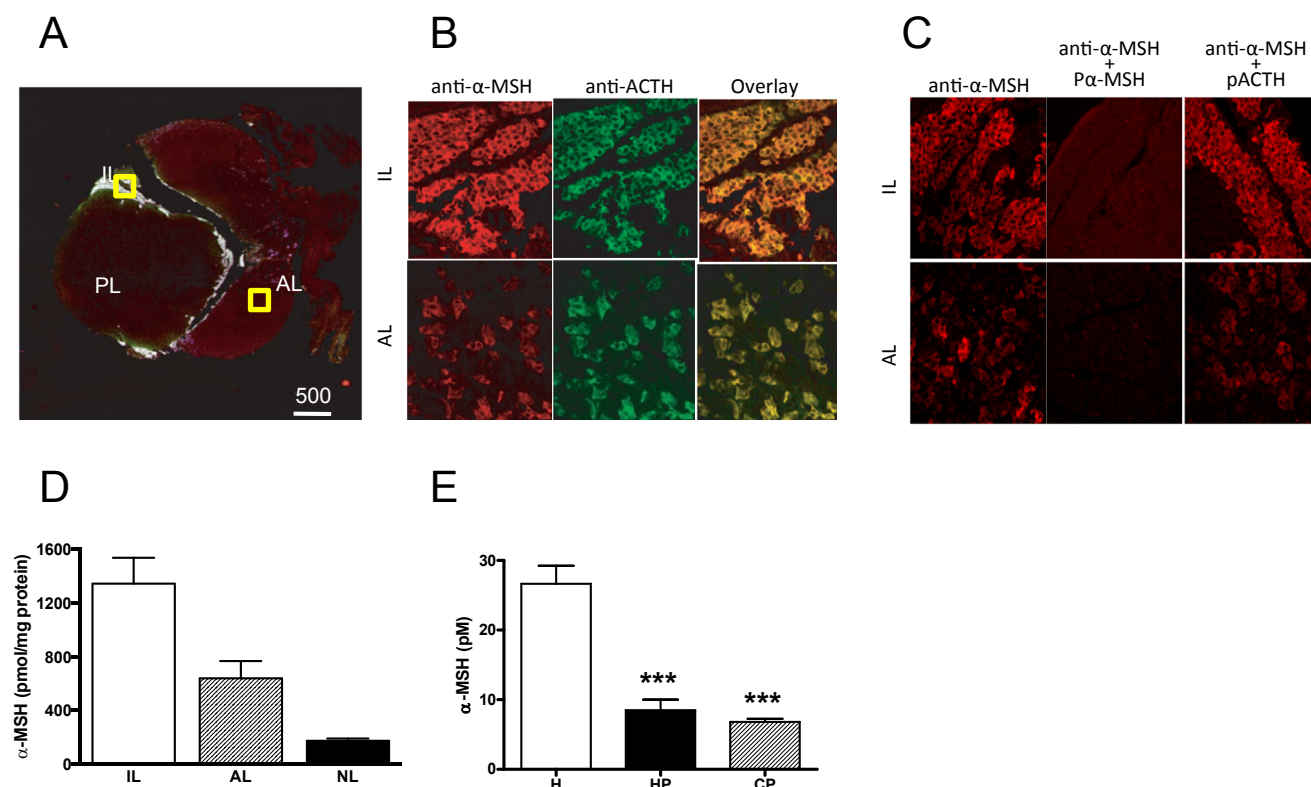 A
IL
PL
AL
500
B
anti-α-MSH anti-ACTH Overlay
IL
AL
C
anti-α-MSH
anti-α-MSH
+
Pα-MSH
anti-α-MSH
+
pACTH
IL
AL
D
α-MSH (pmol/mg protein)
1600
1200
800
400
0
IL AL NL
E
α-MSH (pM)
30
20
10
0
*** ***
H HP CP